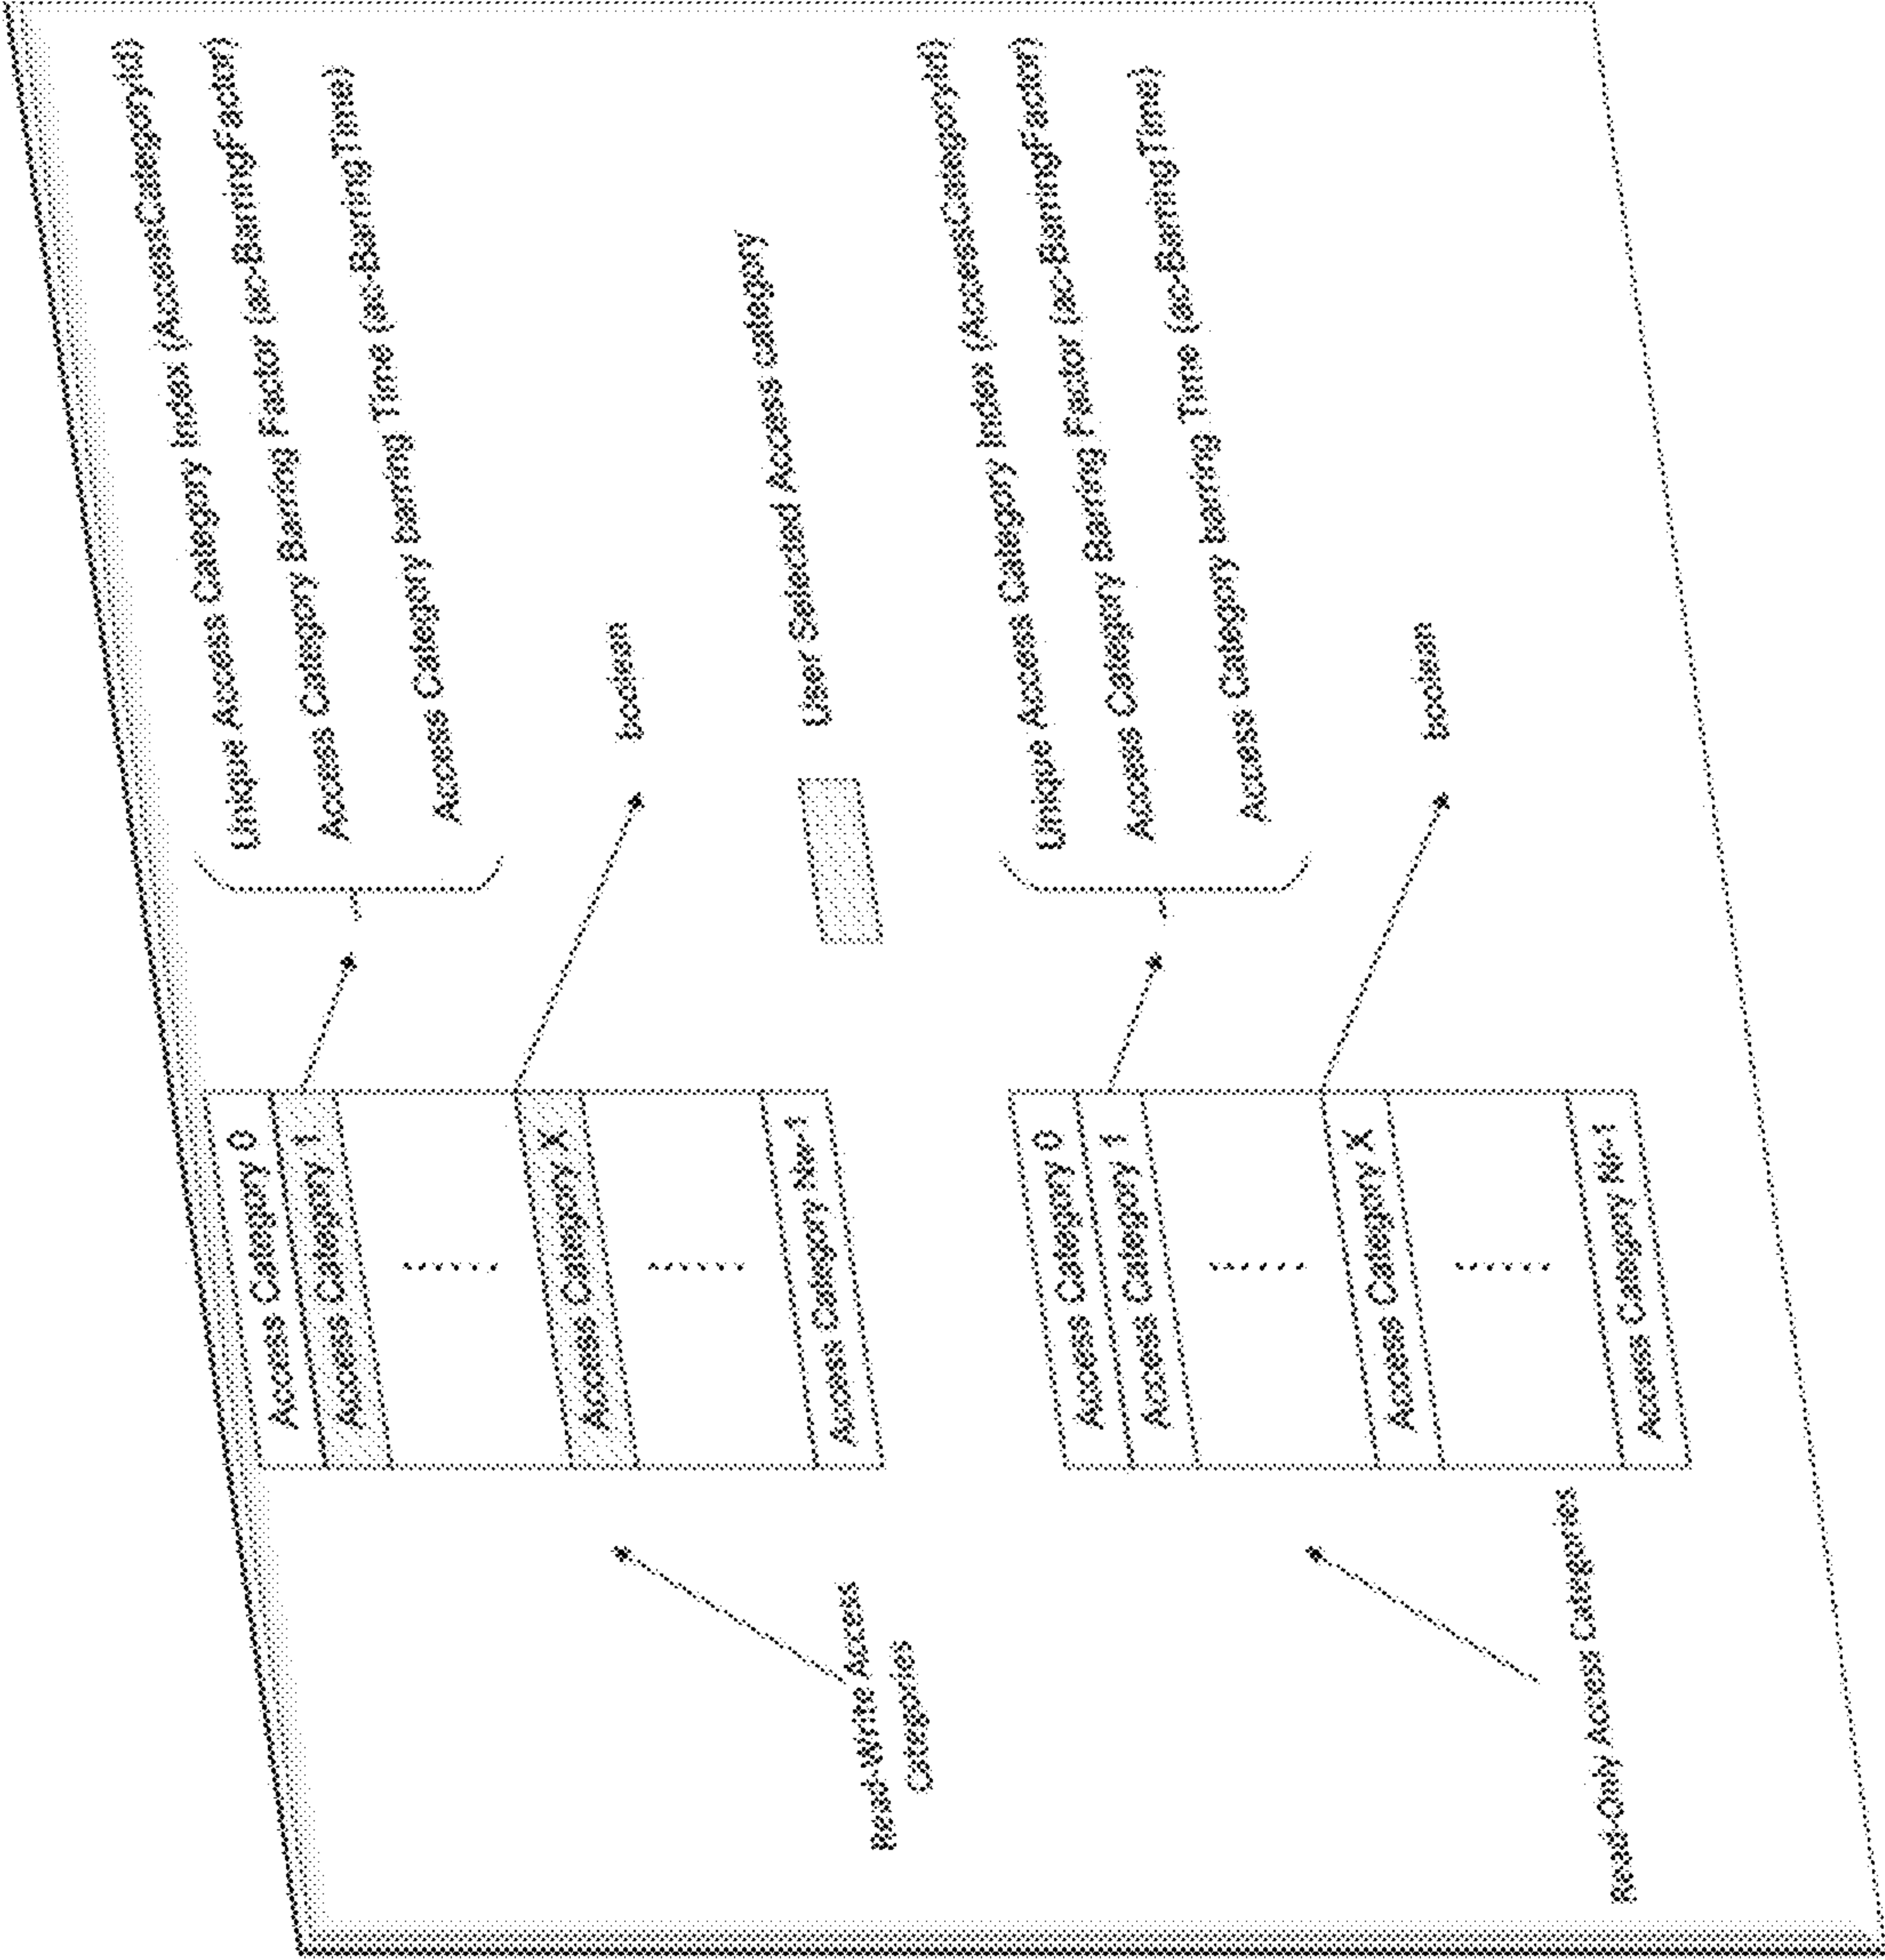 Unique Access Category Index (AccessCategoryId)
Access Category Barring Factor (ac-BarringFactor)
Access Category barring Time (ac-BarringTime)
boolean
User Selected Access category
Access Category 0
Access Category 1
Access Category X
Access Category Nw-1
Read-Write Access
Categories
Unique Access Category Index (AccessCategoryId)
Access Category Barring Factor (ac-BarringFactor)
Access Category barring Time (ac-BarringTime)
boolean
Access Category 0
Access Category 1
Access Category X
Access Category Nr-1
Read-Only Access Categories